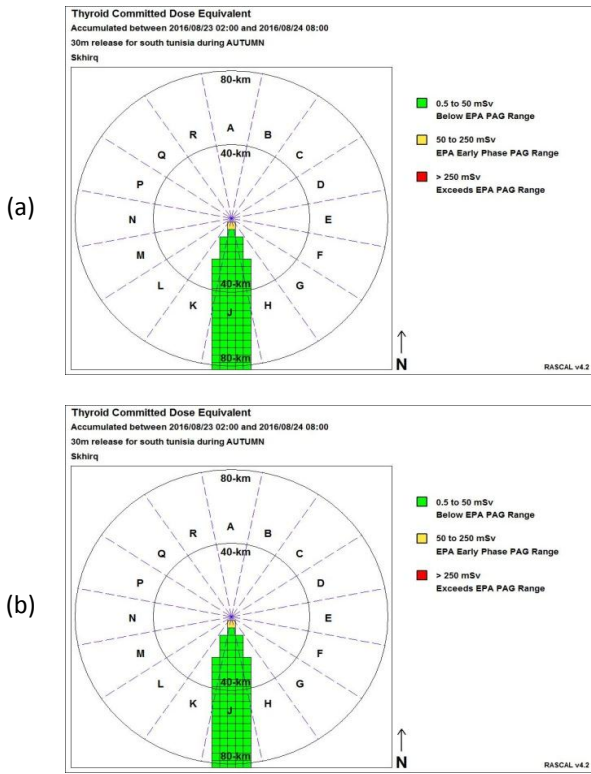 (a)
Thyroid Committed Dose Equivalent
Accumulated between 2016/08/23 02:00 and 2016/08/24 08:00
30m release for south tunisia during AUTUMN
Skhirq
80-km
R A B
Q 40-km C
P D
N E
M F
L G
40-km
K J H
80-km
0.5 to 50 mSv
Below EPA PAG Range
50 to 250 mSv
EPA Early Phase PAG Range
> 250 mSv
Exceeds EPA PAG Range
N
RASCAL v4.2
(b)
Thyroid Committed Dose Equivalent
Accumulated between 2016/08/23 02:00 and 2016/08/24 08:00
30m release for south tunisia during AUTUMN
Skhirq
80-km
R A B
Q 40-km C
P D
N E
M F
L G
40-km
K J H
80-km
0.5 to 50 mSv
Below EPA PAG Range
50 to 250 mSv
EPA Early Phase PAG Range
> 250 mSv
Exceeds EPA PAG Range
N
RASCAL v4.2